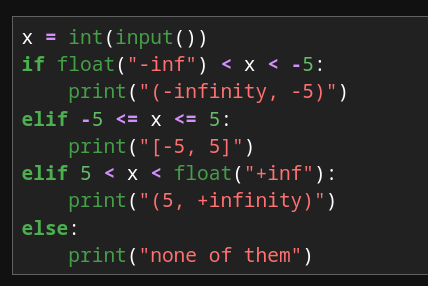 x = int(input())
if float("-inf") < x < -5:
    print("(-infinity, -5)")
elif -5 <= x <= 5:
    print("[-5, 5]")
elif 5 < x < float("+inf"):
    print("(5, +infinity)")
else:
    print("none of them")